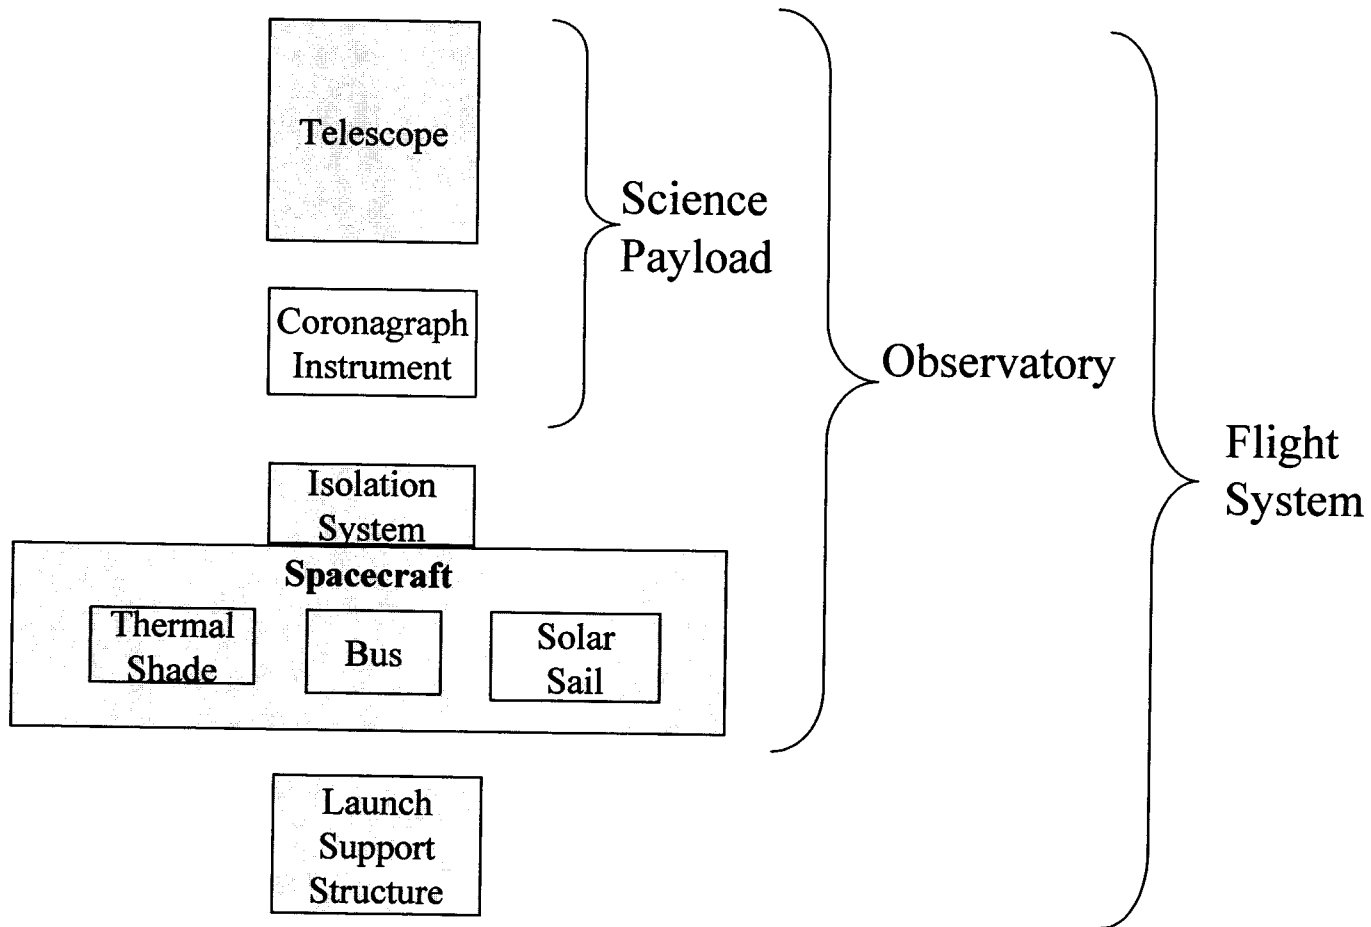 Telescope
Science
Payload
Coronagraph
Instrument
Observatory
Flight
System
Isolation
System
Spacecraft
Thermal
Shade
Bus
Solar
Sail
Launch
Support
Structure